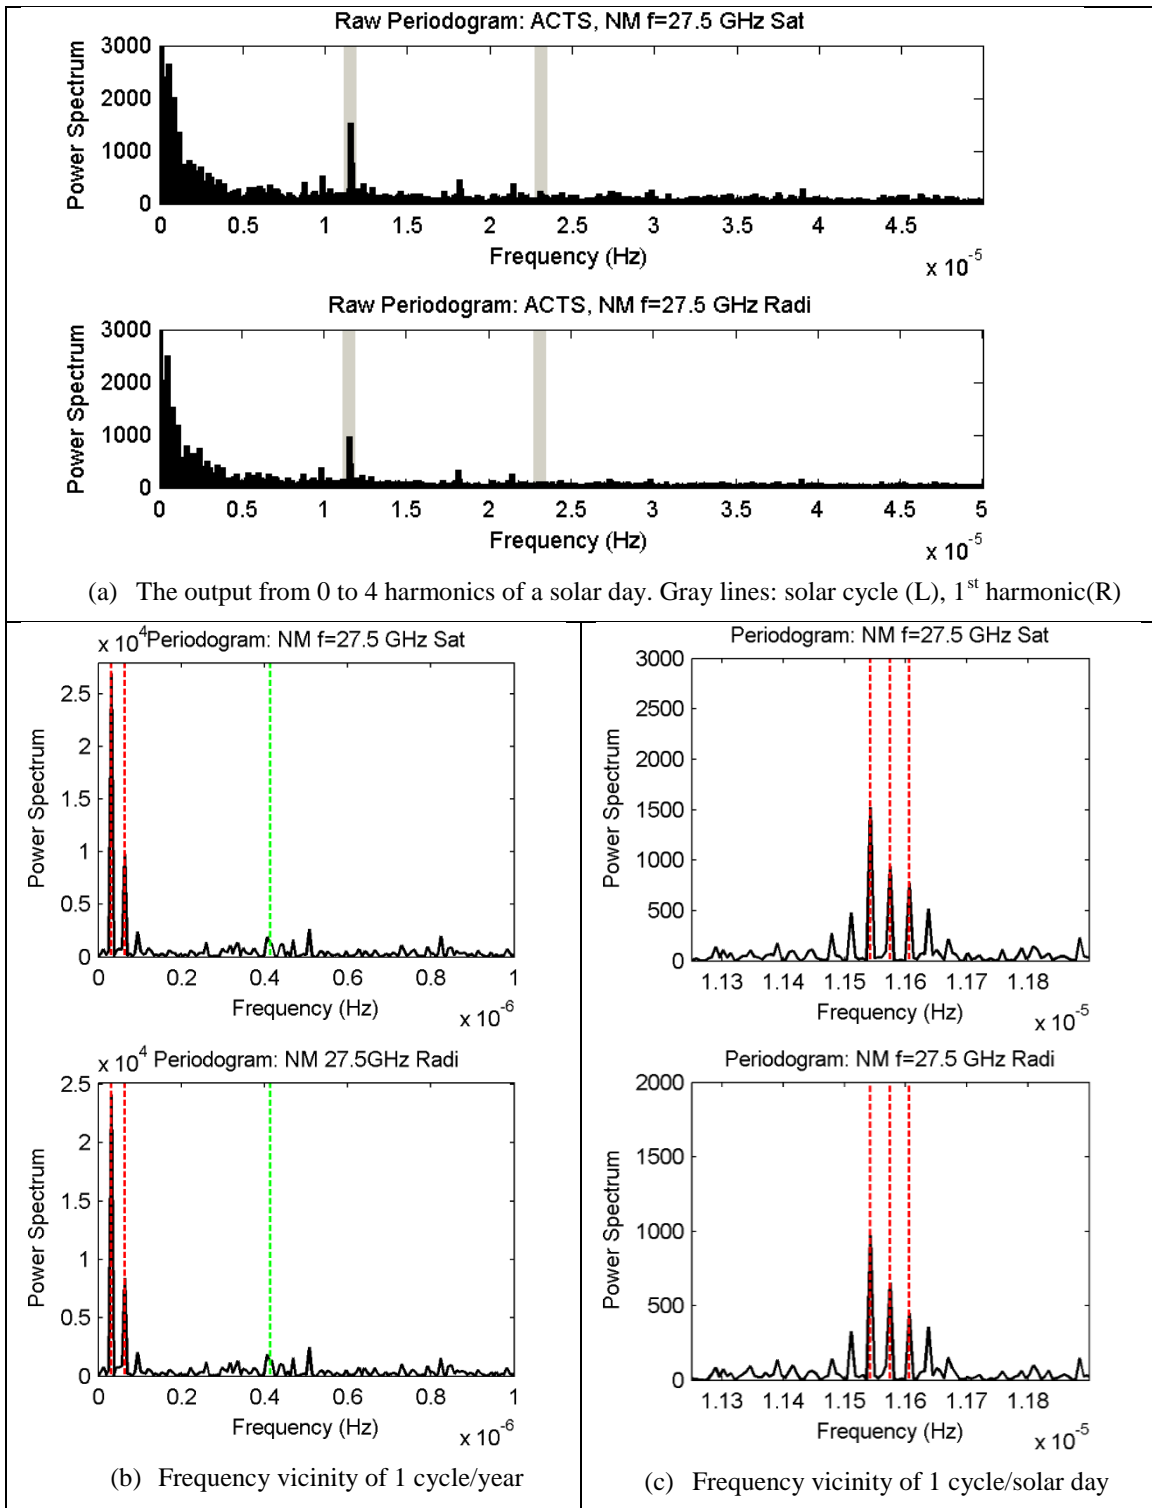 Raw Periodogram: ACTS, NM f=27.5 GHz Sat
3000
2000
1000
0
Power Spectrum
0 0.5 1 1.5 2 2.5 3 3.5 4 4.5
Frequency (Hz)
x 10-5
Raw Periodogram: ACTS, NM f=27.5 GHz Radi
3000
2000
1000
0
Power Spectrum
0 0.5 1 1.5 2 2.5 3 3.5 4 4.5 5
Frequency (Hz)
x 10-5
(a) The output from 0 to 4 harmonics of a solar day. Gray lines: solar cycle (L), 1st harmonic(R)
x 104 Periodogram: NM f=27.5 GHz Sat
2.5
2
1.5
1
0.5
0
Power Spectrum
0 0.2 0.4 0.6 0.8 1
Frequency (Hz)
x 10-6
x 104 Periodogram: NM 27.5GHz Radi
2.5
2
1.5
1
0.5
0
Power Spectrum
0 0.2 0.4 0.6 0.8 1
Frequency (Hz)
x 10-6
(b) Frequency vicinity of 1 cycle/year
Periodogram: NM f=27.5 GHz Sat
3000
2500
2000
1500
1000
500
0
Power Spectrum
1.13 1.14 1.15 1.16 1.17 1.18
Frequency (Hz)
x 10-5
Periodogram: NM f=27.5 GHz Radi
2000
1500
1000
500
0
Power Spectrum
1.13 1.14 1.15 1.16 1.17 1.18
Frequency (Hz)
x 10-5
(c) Frequency vicinity of 1 cycle/solar day